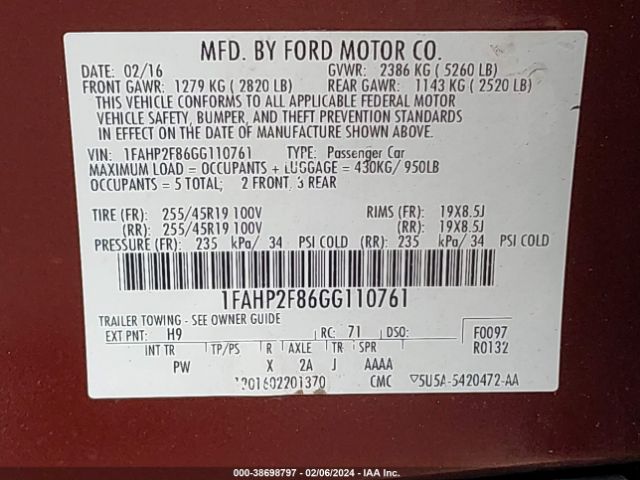 MFD. BY FORD MOTOR CO.
DATE: 02/16 GVWR: 2386 KG ( 5260 LB)
FRONT GAWR: 1279 KG ( 2820 LB) REAR GAWR: 1143 KG ( 2520 LB)
THIS VEHICLE CONFORMS TO ALL APPLICABLE FEDERAL MOTOR
VEHICLE SAFETY, BUMPER, AND THEFT PREVENTION STANDARDS
IN EFFECT ON THE DATE OF MANUFACTURE SHOWN ABOVE.
VIN: 1FAHP2F86GG110761 TYPE: Passenger Car
MAXIMUM LOAD = OCCUPANTS + LUGGAGE = 430KG/ 950LB
OCCUPANTS = 5 TOTAL; 2 FRONT, 3 REAR
TIRE (FR): 255/45R19 100V RIMS (FR): 19X8.5J
(RR): 255/45R19 100V (RR): 19X8.5J
PRESSURE (FR): 235 kPa/ 34 PSI COLD (RR): 235 kPa/ 34 PSI COLD
1FAHP2F86GG110761
TRAILER TOWING - SEE OWNER GUIDE
EXT PNT: H9 RC: 71 DSO: F0097
INT TR TP/PS R AXLE TR SPR R0132
PW X 2A J AAAA
1201602201370 CMC ▽5U5A-5420472-AA
000-38698797 - 02/06/2024 - IAA Inc.